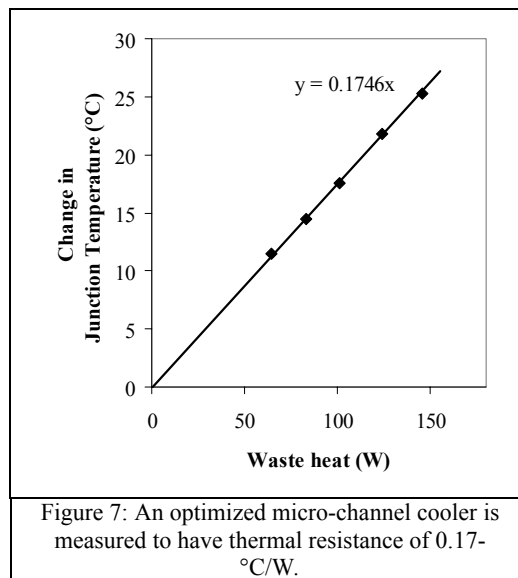 30
25
20
15
10
5
0
Change in
Junction Temperature (°C)
y = 0.1746x
0 50 100 150
Waste heat (W)
Figure 7: An optimized micro-channel cooler is
measured to have thermal resistance of 0.17-
°C/W.